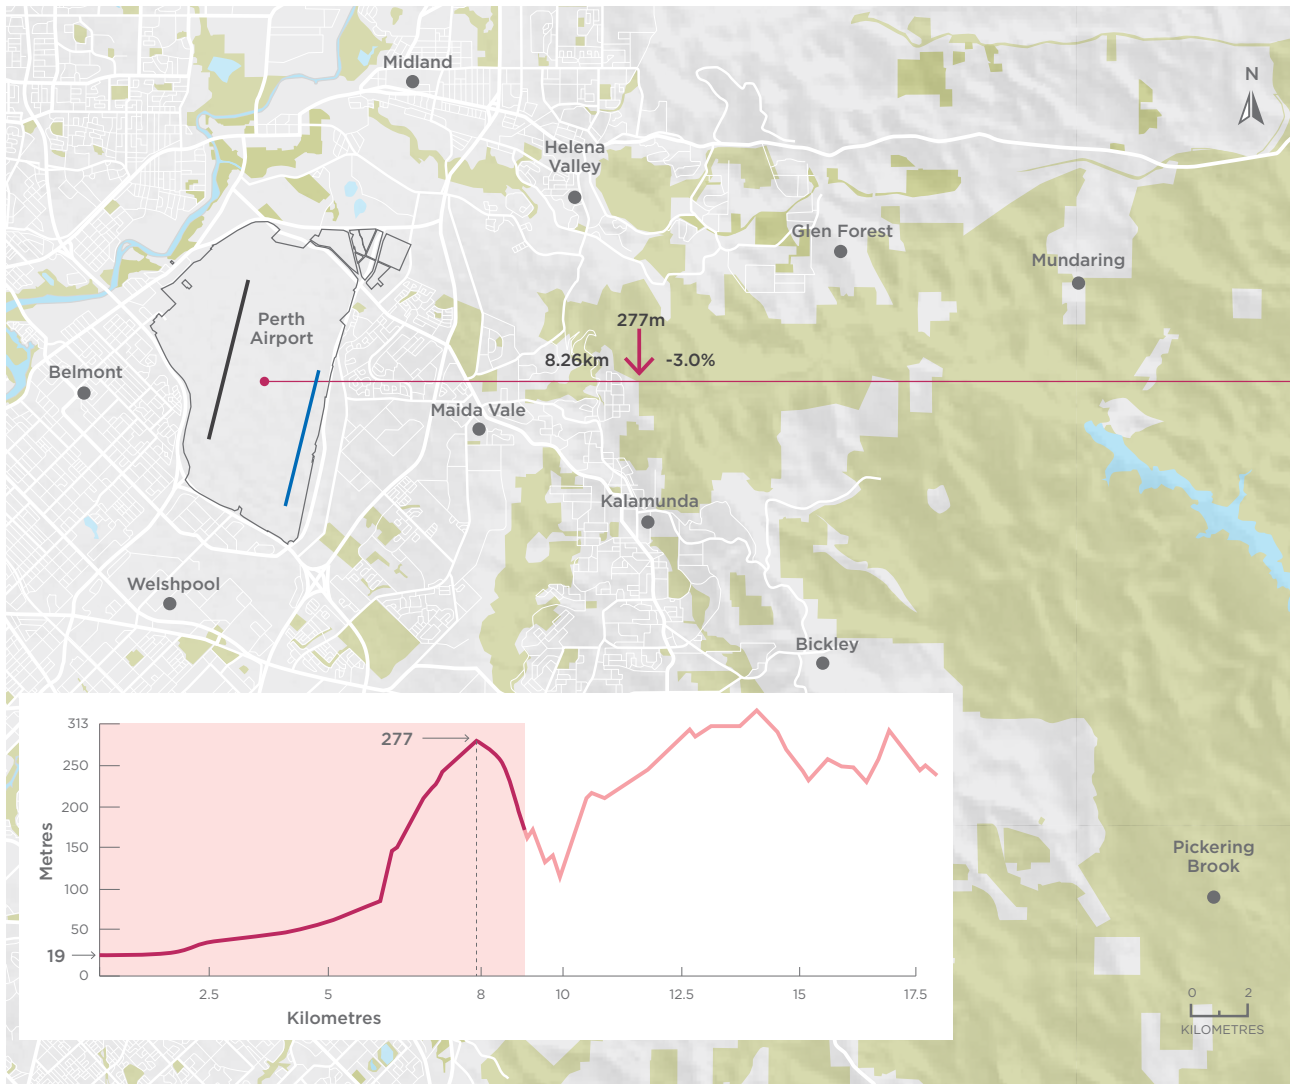 Midland
N
Helena
Valley
Glen Forest
Mundaring
Perth
Airport
277m
8.26km
-3.0%
Belmont
Maida Vale
Kalamunda
Welshpool
Bickley
313
277
250
200
150
100
50
19
0
Metres
2.5
5
8
10
12.5
15
17.5
Kilometres
Pickering
Brook
0 2
KILOMETRES